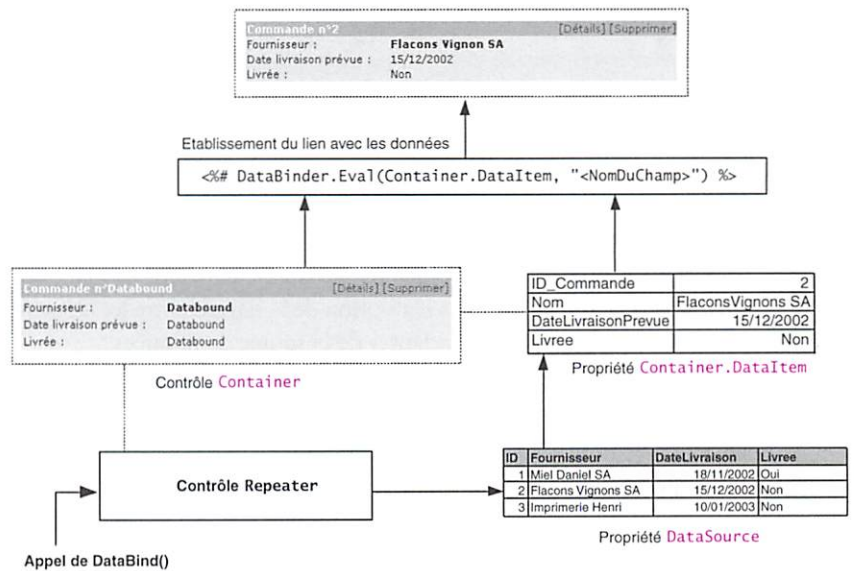 Commande n°2 [Détails] [Supprimer]
Fournisseur : Flacons Vignon SA
Date livraison prévue : 15/12/2002
Livrée : Non
Etablissement du lien avec les données
<%# DataBinder.Eval(Container.DataItem, "<NomDuChamp>") %>
Commande n°Databound [Détails] [Supprimer]
Fournisseur : Databound
Date livraison prévue : Databound
Livrée : Databound
Contrôle Container
ID_Commande 2
Nom FlaconsVignons SA
DateLivraisonPrevue 15/12/2002
Livree Non
Propriété Container.DataItem
Contrôle Repeater
ID Fournisseur DateLivraison Livree
1 Miel Daniel SA 18/11/2002 Oui
2 Flacons Vignons SA 15/12/2002 Non
3 Imprimerie Henri 10/01/2003 Non
Propriété DataSource
Appel de DataBind()